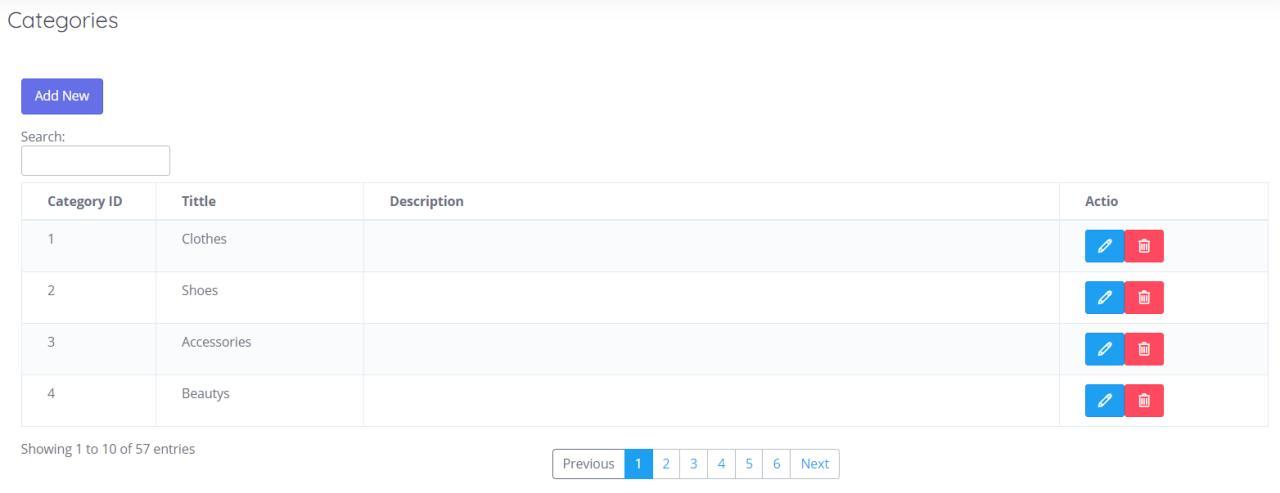 Categories
Add New
Search:
Category ID Tittle Description Actio
1 Clothes
2 Shoes
3 Accessories
4 Beautys
Showing 1 to 10 of 57 entries
Previous 1 2 3 4 5 6 Next